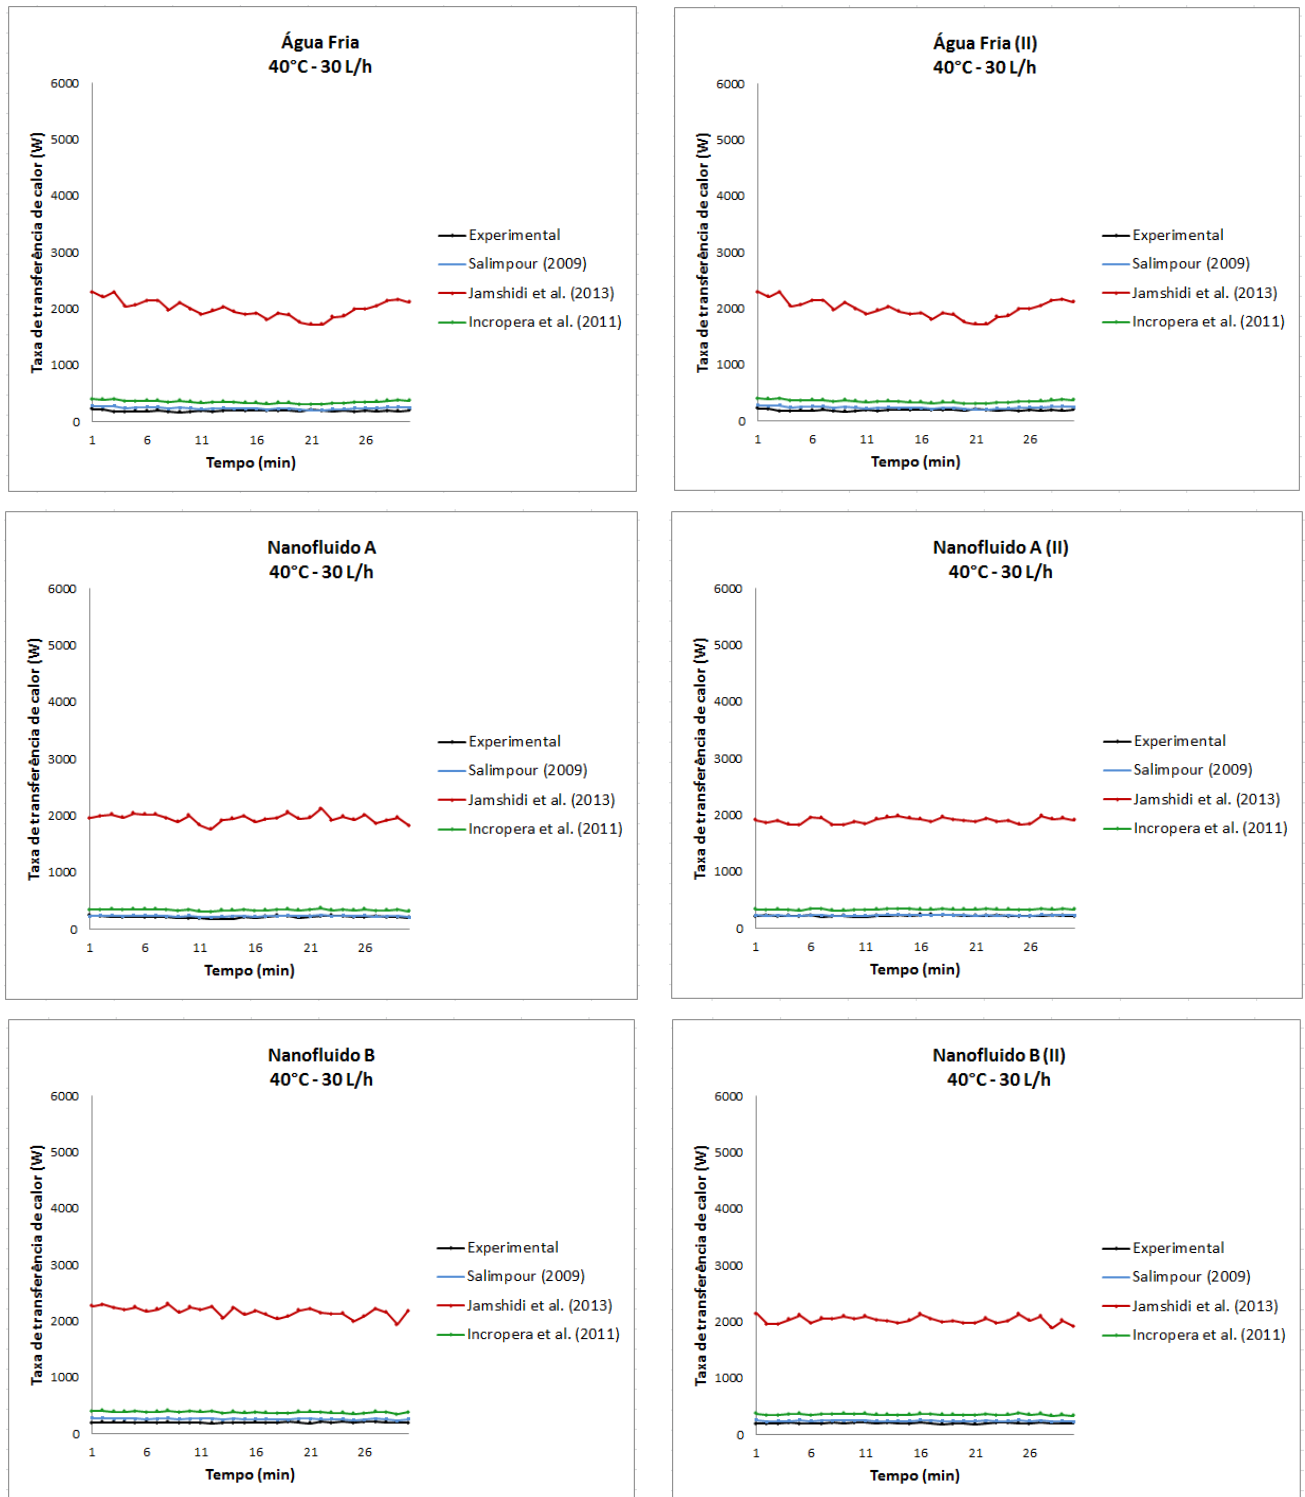 Água Fria
40°C - 30 L/h
Taxa de transferência de calor (W)
6000
5000
4000
3000
2000
1000
0
1 6 11 16 21 26
Tempo (min)
Experimental
Salimpour (2009)
Jamshidi et al. (2013)
Incropera et al. (2011)
Água Fria (II)
40°C - 30 L/h
Taxa de transferência de calor (W)
6000
5000
4000
3000
2000
1000
0
1 6 11 16 21 26
Tempo (min)
Experimental
Salimpour (2009)
Jamshidi et al. (2013)
Incropera et al. (2011)
Nanofluido A
40°C - 30 L/h
Taxa de transferência de calor (W)
6000
5000
4000
3000
2000
1000
0
1 6 11 16 21 26
Tempo (min)
Experimental
Salimpour (2009)
Jamshidi et al. (2013)
Incropera et al. (2011)
Nanofluido A (II)
40°C - 30 L/h
Taxa de transferência de calor (W)
6000
5000
4000
3000
2000
1000
0
1 6 11 16 21 26
Tempo (min)
Experimental
Salimpour (2009)
Jamshidi et al. (2013)
Incropera et al. (2011)
Nanofluido B
40°C - 30 L/h
Taxa de transferência de calor (W)
6000
5000
4000
3000
2000
1000
0
1 6 11 16 21 26
Tempo (min)
Experimental
Salimpour (2009)
Jamshidi et al. (2013)
Incropera et al. (2011)
Nanofluido B (II)
40°C - 30 L/h
Taxa de transferência de calor (W)
6000
5000
4000
3000
2000
1000
0
1 6 11 16 21 26
Tempo (min)
Experimental
Salimpour (2009)
Jamshidi et al. (2013)
Incropera et al. (2011)